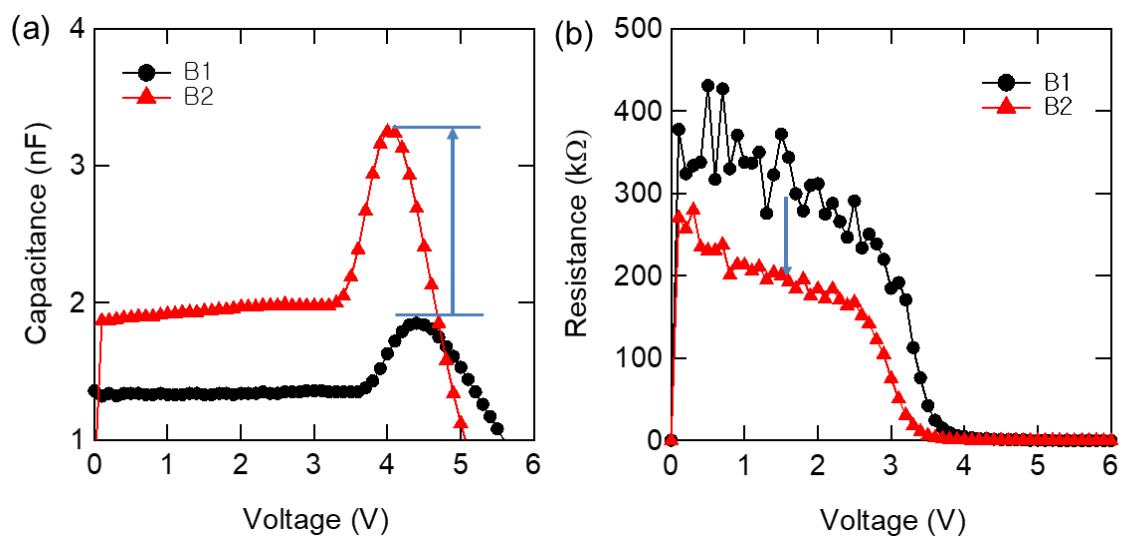 (a)
4
3
2
1
Capacitance (nF)
B1
B2
0 1 2 3 4 5 6
Voltage (V)
(b)
500
400
300
200
100
0
Resistance (kΩ)
B1
B2
0 1 2 3 4 5 6
Voltage (V)